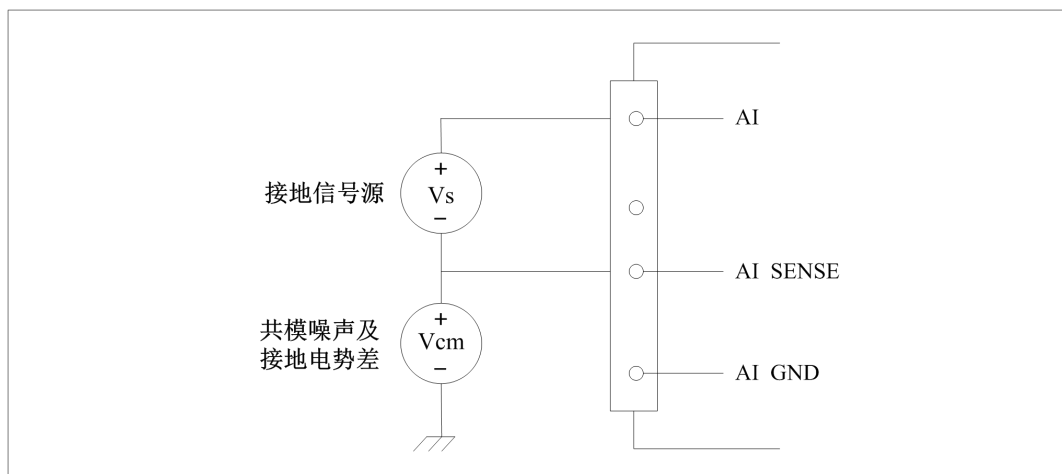 AI
+
接地信号源
Vs
−
AI SENSE
+
共模噪声及
接地电势差
Vcm
−
AI GND